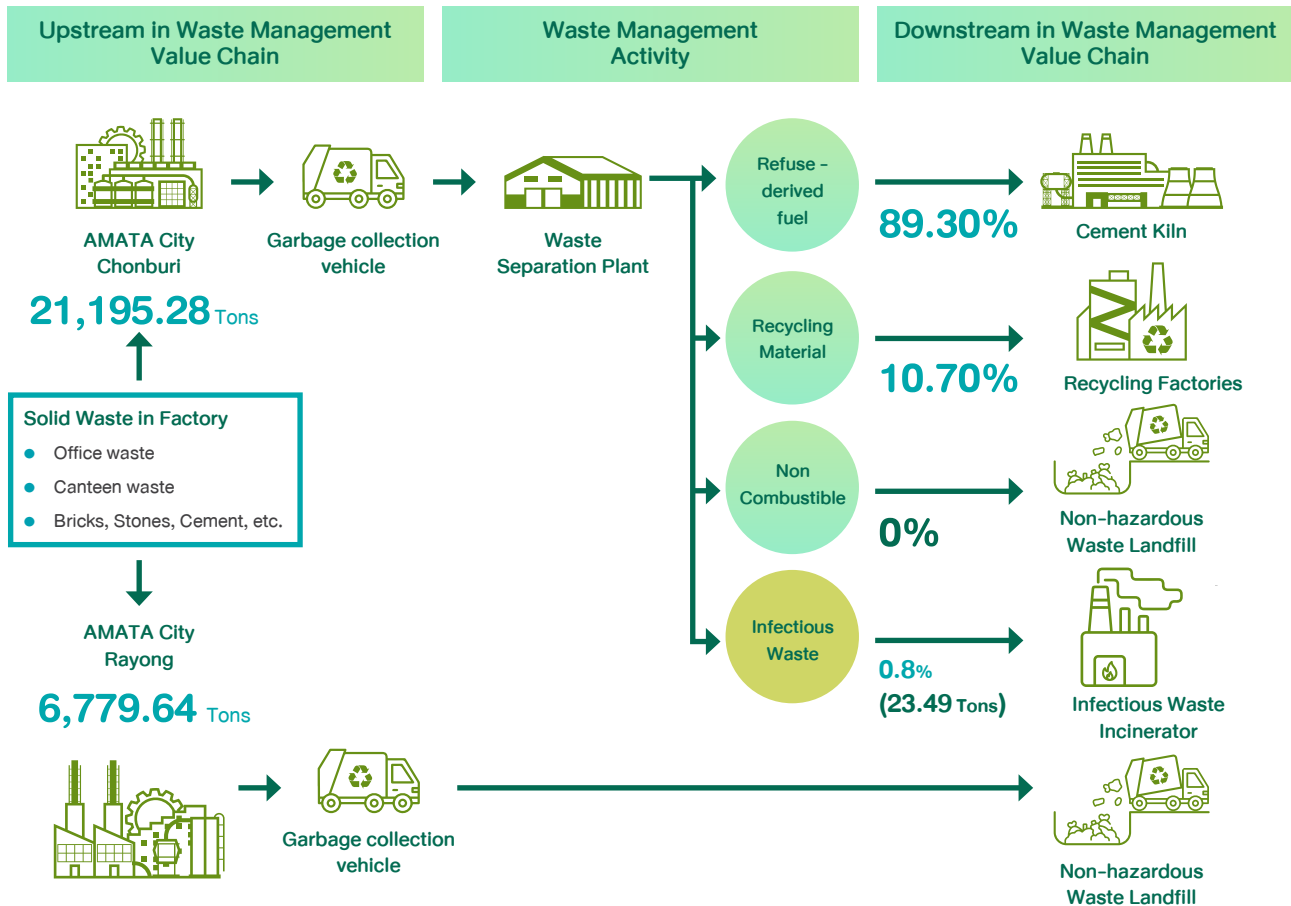 Upstream in Waste Management
Value Chain
Waste Management
Activity
Downstream in Waste Management
Value Chain
AMATA City
Chonburi
21,195.28 Tons
Garbage collection
vehicle
Waste
Separation Plant
Refuse -
derived
fuel
89.30%
Cement Kiln
Recycling
Material
10.70%
Recycling Factories
Solid Waste in Factory
● Office waste
● Canteen waste
● Bricks, Stones, Cement, etc.
Non
Combustible
0%
Non-hazardous
Waste Landfill
Infectious
Waste
0.8%
(23.49 Tons)
Infectious Waste
Incinerator
AMATA City
Rayong
6,779.64 Tons
Garbage collection
vehicle
Non-hazardous
Waste Landfill